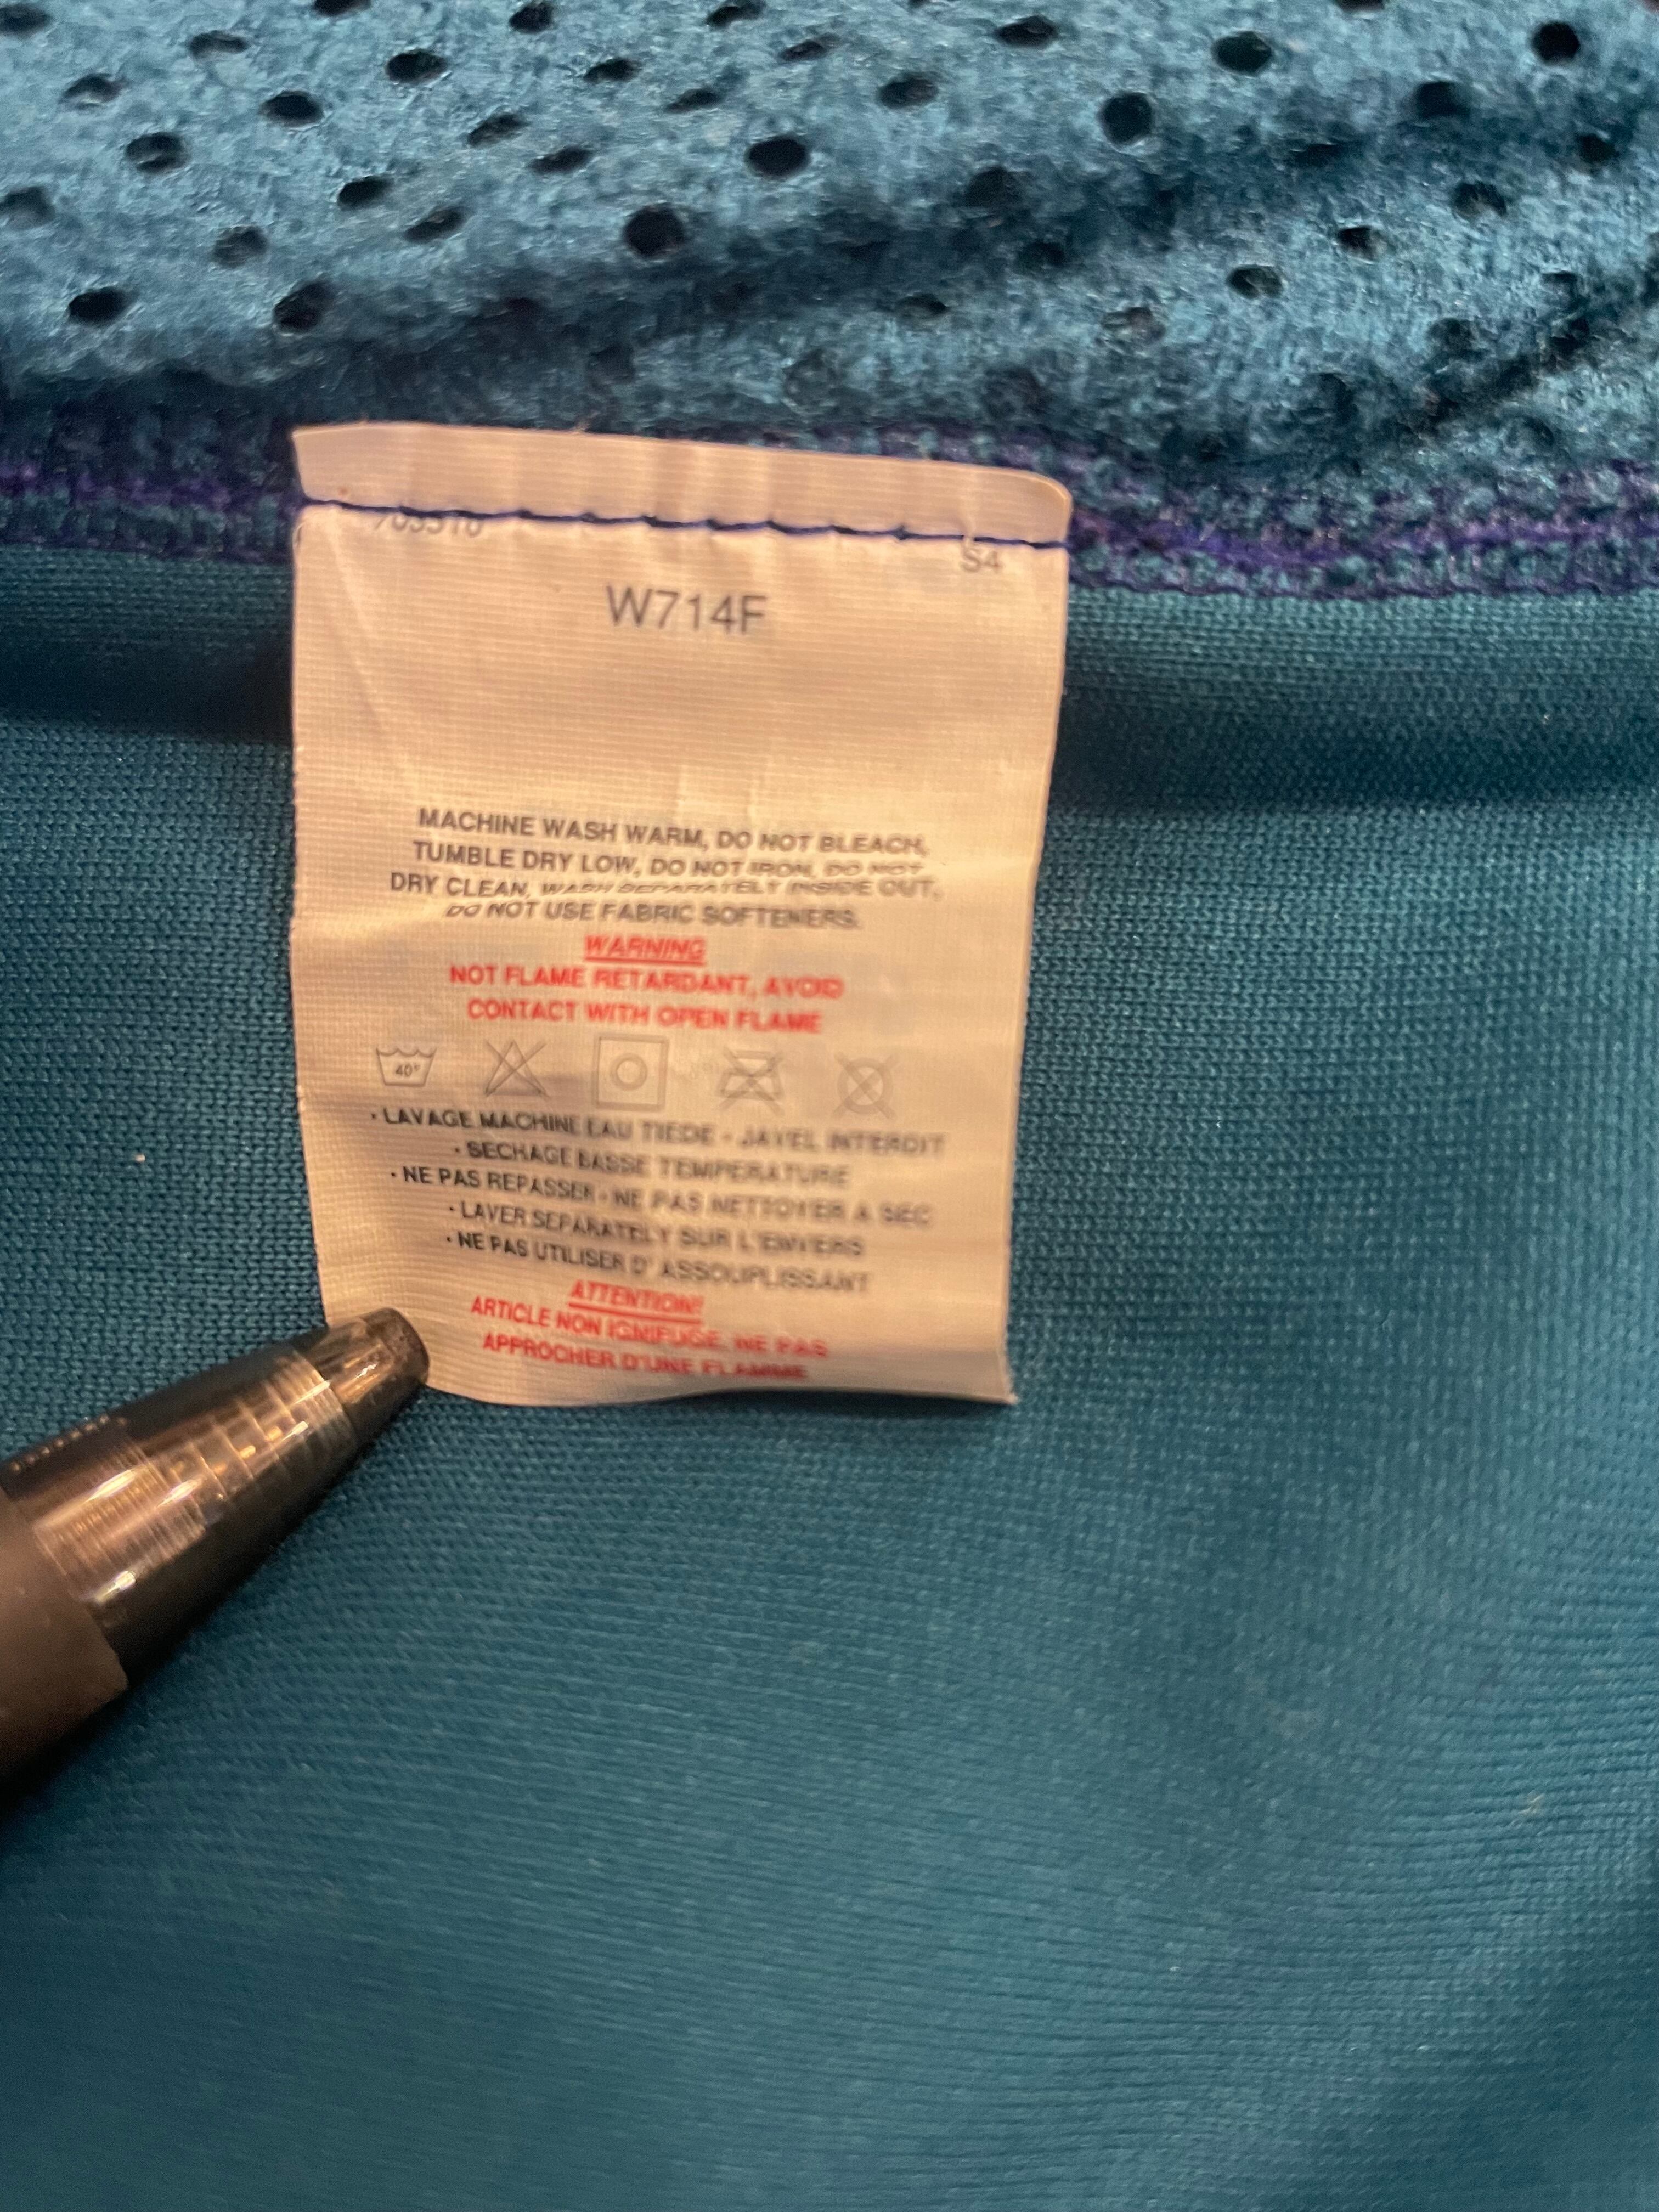 S4
W714F
MACHINE WASH WARM, DO NOT BLEACH,
TUMBLE DRY LOW, DO NOT IRON, DO NOT
DRY CLEAN, WASH SEPARATELY INSIDE OUT,
DO NOT USE FABRIC SOFTENERS.
WARNING
NOT FLAME RETARDANT, AVOID
CONTACT WITH OPEN FLAME
40°
• LAVAGE MACHINE EAU TIEDE • JAVEL INTERDIT
• SECHAGE BASSE TEMPERATURE
• NE PAS REPASSER • NE PAS NETTOYER A SEC
• LAVER SEPARATELY SUR L'ENVERS
• NE PAS UTILISER D' ASSOUPLISSANT
ATTENTION!
ARTICLE NON IGNIFUGE, NE PAS
APPROCHER D'UNE FLAMME